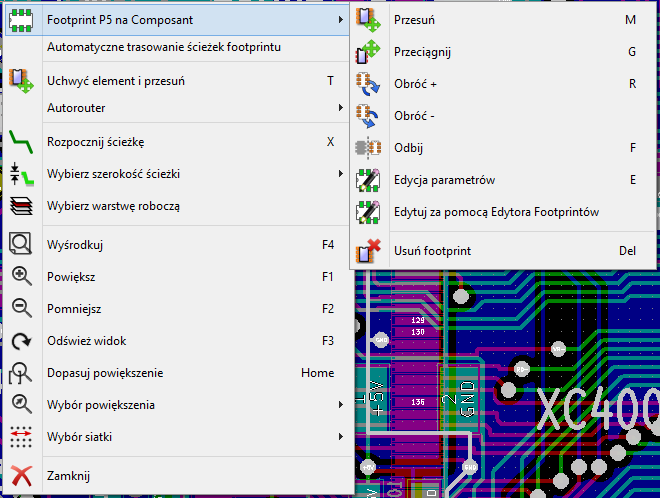 Footprint P5 na Composant
Automatyczne trasowanie ścieżek footprintu
Uchwyć element i przesuń T
Autorouter
Rozpocznij ścieżkę X
Wybierz szerokość ścieżki
Wybierz warstwę roboczą
Wyśrodkuj F4
Powiększ F1
Pomniejsz F2
Odśwież widok F3
Dopasuj powiększenie Home
Wybór powiększenia
Wybór siatki
Zamknij
Przesuń M
Przeciągnij G
Obróć + R
Obróć -
Odbij F
Edycja parametrów E
Edytuj za pomocą Edytora Footprintów
Usuń footprint Del
129
130
136
+5V
2
GND
XC400